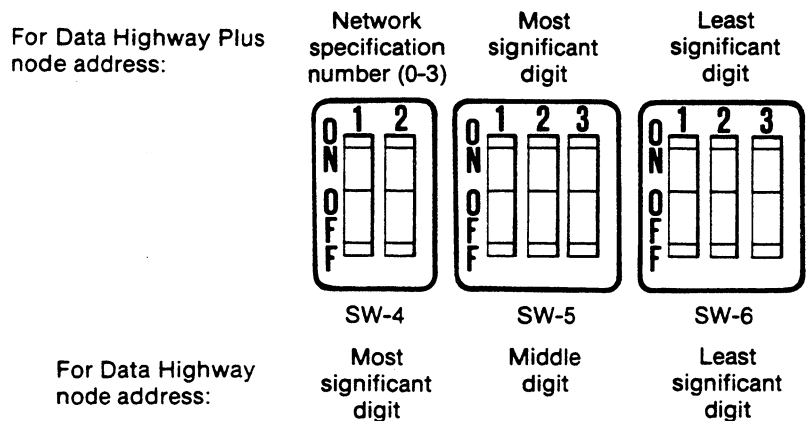 For Data Highway Plus
node address:
Network
specification
number (0-3)
Most
significant
digit
Least
significant
digit
ON OFF
1 2
ON OFF
1 2 3
ON OFF
1 2 3
SW-4
SW-5
SW-6
For Data Highway
node address:
Most
significant
digit
Middle
digit
Least
significant
digit